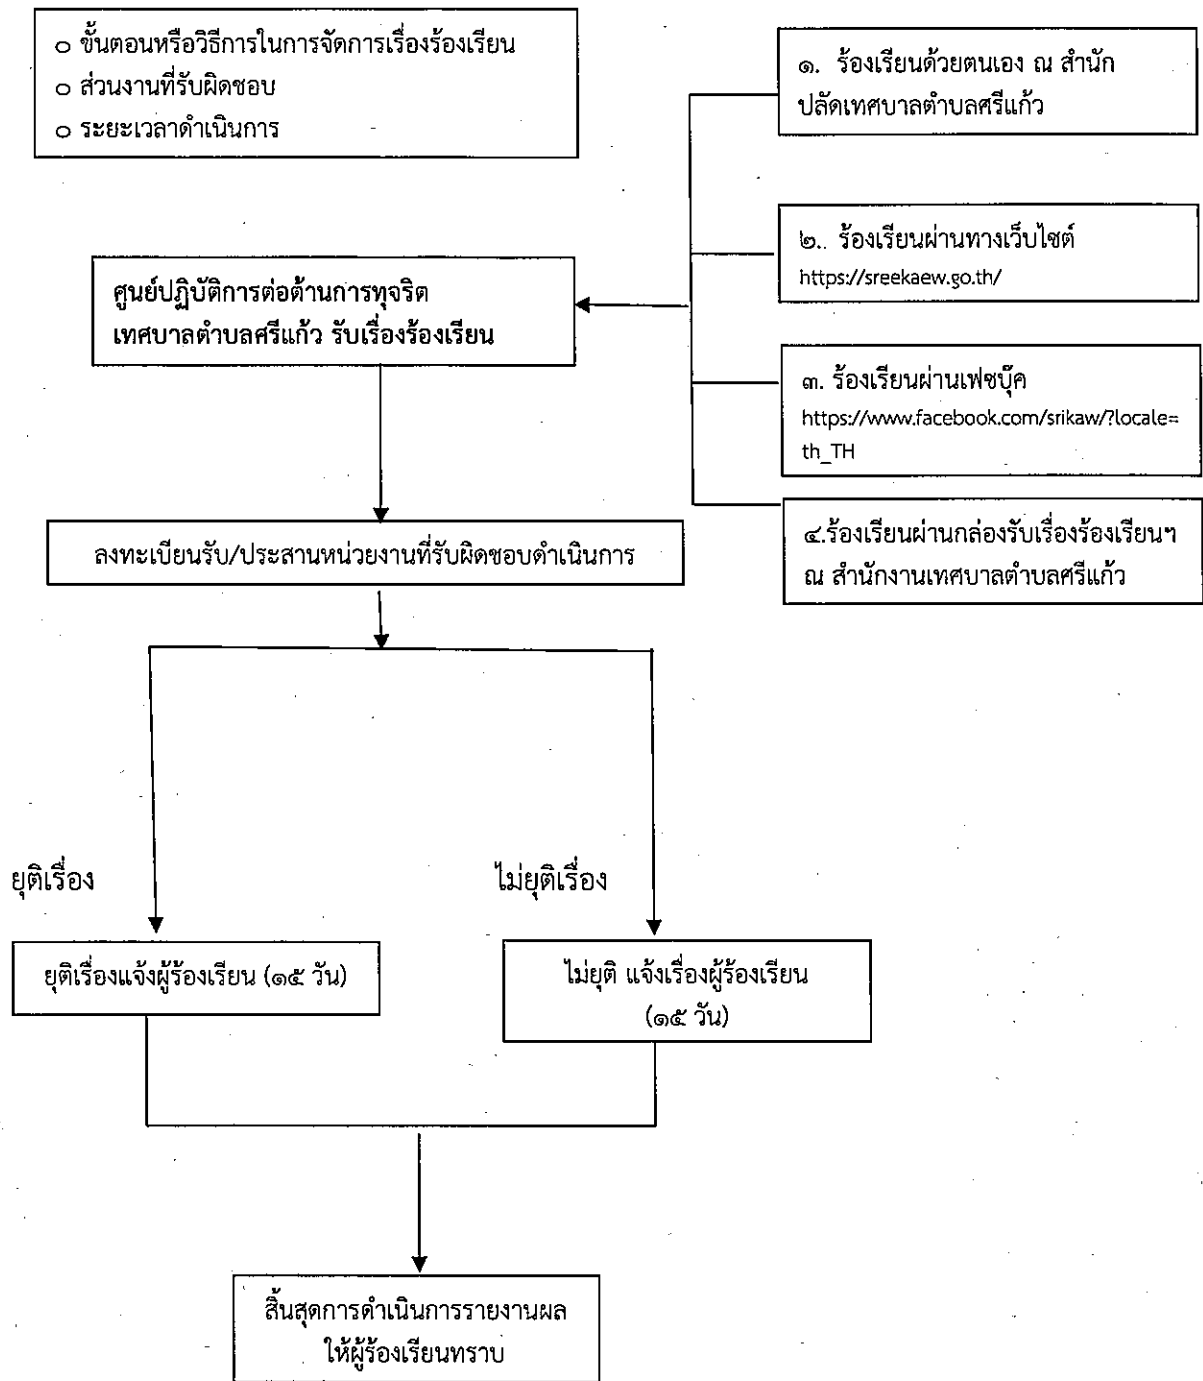 ○ ขั้นตอนหรือวิธีการในการจัดการเรื่องร้องเรียน
○ ส่วนงานที่รับผิดชอบ
○ ระยะเวลาดำเนินการ
๑. ร้องเรียนด้วยตนเอง ณ สำนัก
ปลัดเทศบาลตำบลศรีแก้ว
๒.. ร้องเรียนผ่านทางเว็บไซต์
https://sreekaew.go.th/
ศูนย์ปฏิบัติการต่อต้านการทุจริต
เทศบาลตำบลศรีแก้ว รับเรื่องร้องเรียน
๓. ร้องเรียนผ่านเฟซบุ๊ค
https://www.facebook.com/srikaw/?locale=
th_TH
๔.ร้องเรียนผ่านกล่องรับเรื่องร้องเรียนฯ
ณ สำนักงานเทศบาลตำบลศรีแก้ว
ลงทะเบียนรับ/ประสานหน่วยงานที่รับผิดชอบดำเนินการ
ยุติเรื่อง
ไม่ยุติเรื่อง
ยุติเรื่องแจ้งผู้ร้องเรียน (๑๕ วัน)
ไม่ยุติ แจ้งเรื่องผู้ร้องเรียน
(๑๕ วัน)
สิ้นสุดการดำเนินการรายงานผล
ให้ผู้ร้องเรียนทราบ